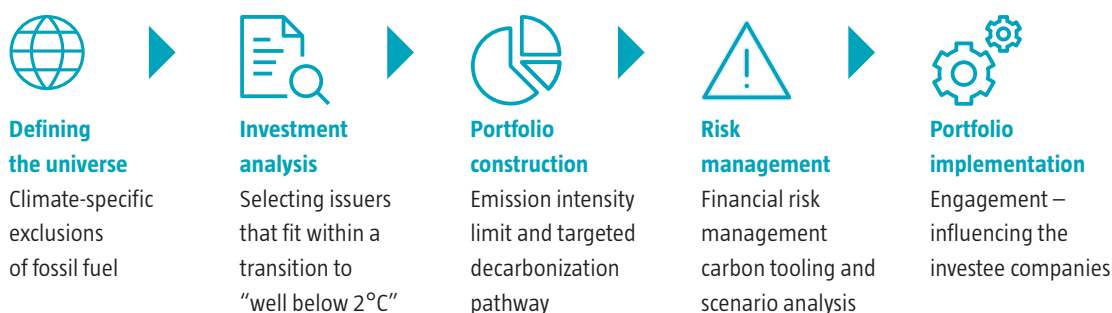 Defining
the universe
Climate-specific
exclusions
of fossil fuel
Investment
analysis
Selecting issuers
that fit within a
transition to
“well below 2°C”
Portfolio
construction
Emission intensity
limit and targeted
decarbonization
pathway
Risk
management
Financial risk
management
carbon tooling and
scenario analysis
Portfolio
implementation
Engagement –
influencing the
investee companies